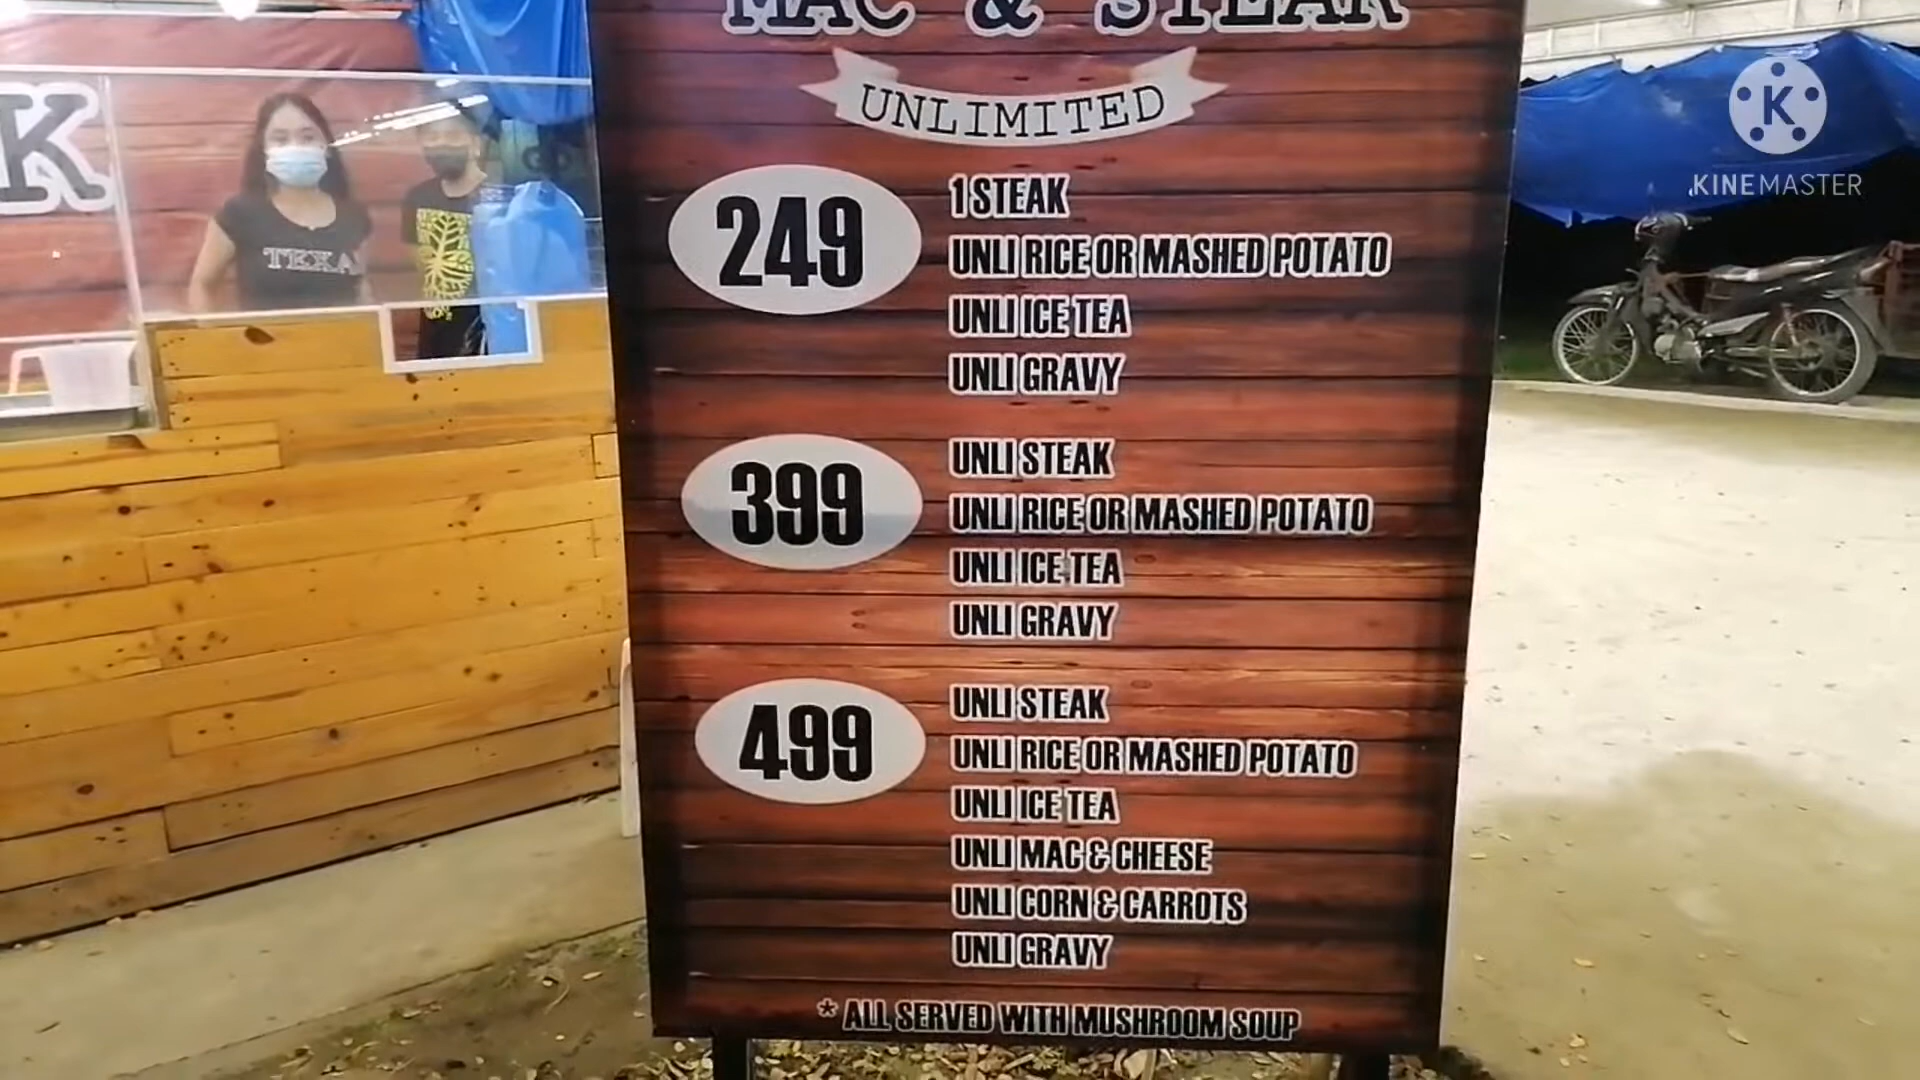 MAC & STEAK
UNLIMITED
249
1 STEAK
UNLI RICE OR MASHED POTATO
UNLI ICE TEA
UNLI GRAVY
399
UNLI STEAK
UNLI RICE OR MASHED POTATO
UNLI ICE TEA
UNLI GRAVY
499
UNLI STEAK
UNLI RICE OR MASHED POTATO
UNLI ICE TEA
UNLI MAC & CHEESE
UNLI CORN & CARROTS
UNLI GRAVY
* ALL SERVED WITH MUSHROOM SOUP
K
TEXA
K
KINEMASTER